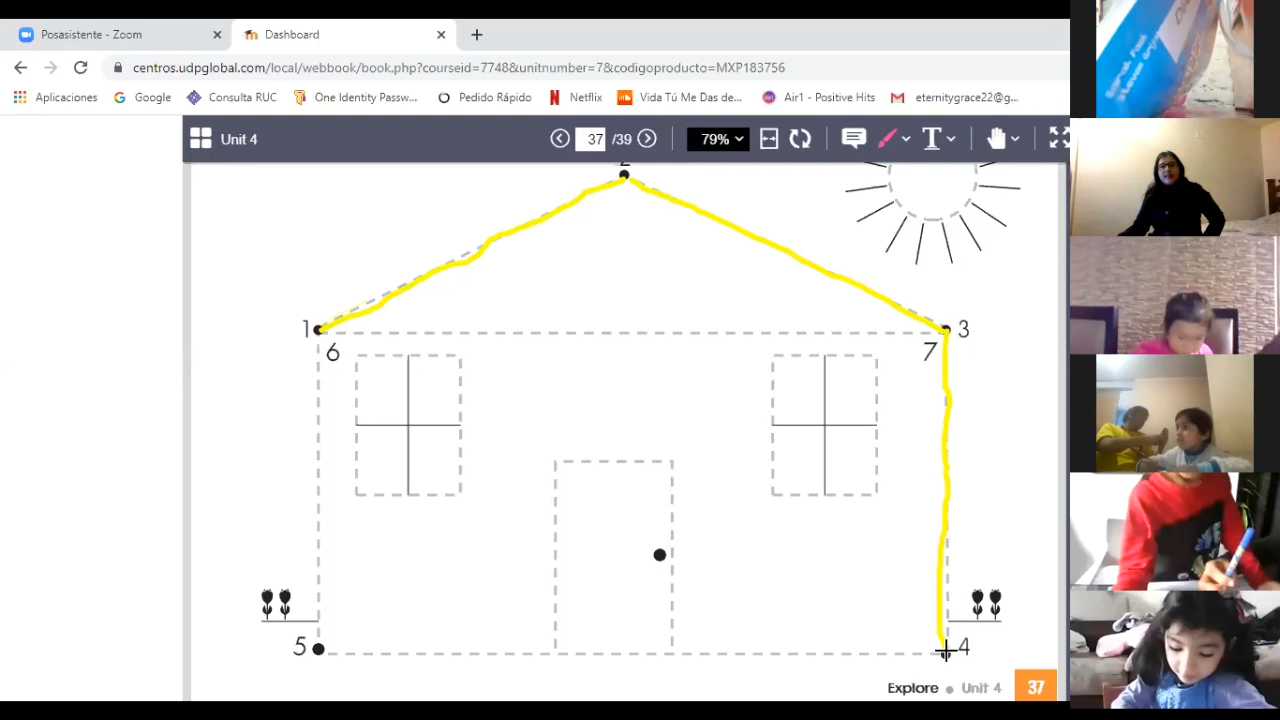 Posasistente - Zoom
Dashboard
centros.udpglobal.com/local/webbook/book.php?courseid=7748&unitnumber=7&codigoproducto=MXP183756
Aplicaciones
Google
Consulta RUC
One Identity Passw...
Pedido Rápido
Netflix
Vida Tú Me Das de...
Air1 - Positive Hits
eternitygrace22@g...
Unit 4
37 /39
79%
2
1
3
6
7
5
4
Explore Unit 4 37